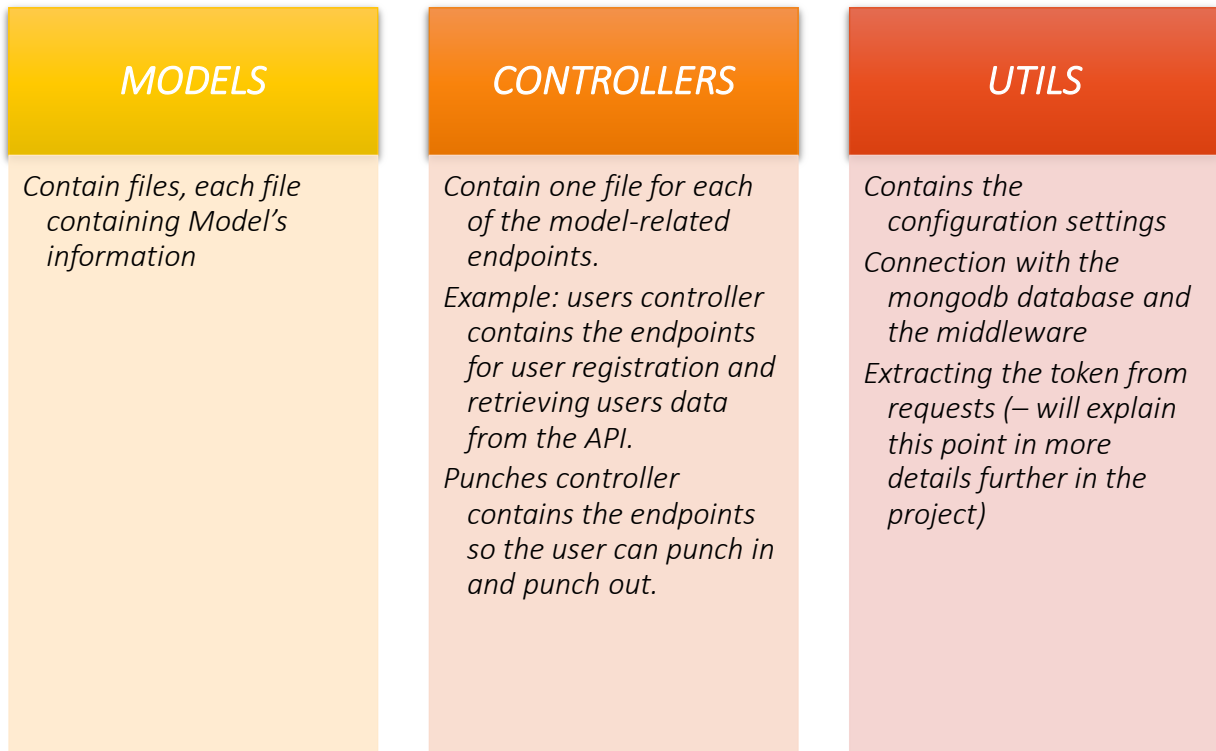 MODELS
Contain files, each file
containing Model’s
information
CONTROLLERS
Contain one file for each
of the model-related
endpoints.
Example: users controller
contains the endpoints
for user registration and
retrieving users data
from the API.
Punches controller
contains the endpoints
so the user can punch in
and punch out.
UTILS
Contains the
configuration settings
Connection with the
mongodb database and
the middleware
Extracting the token from
requests (– will explain
this point in more
details further in the
project)